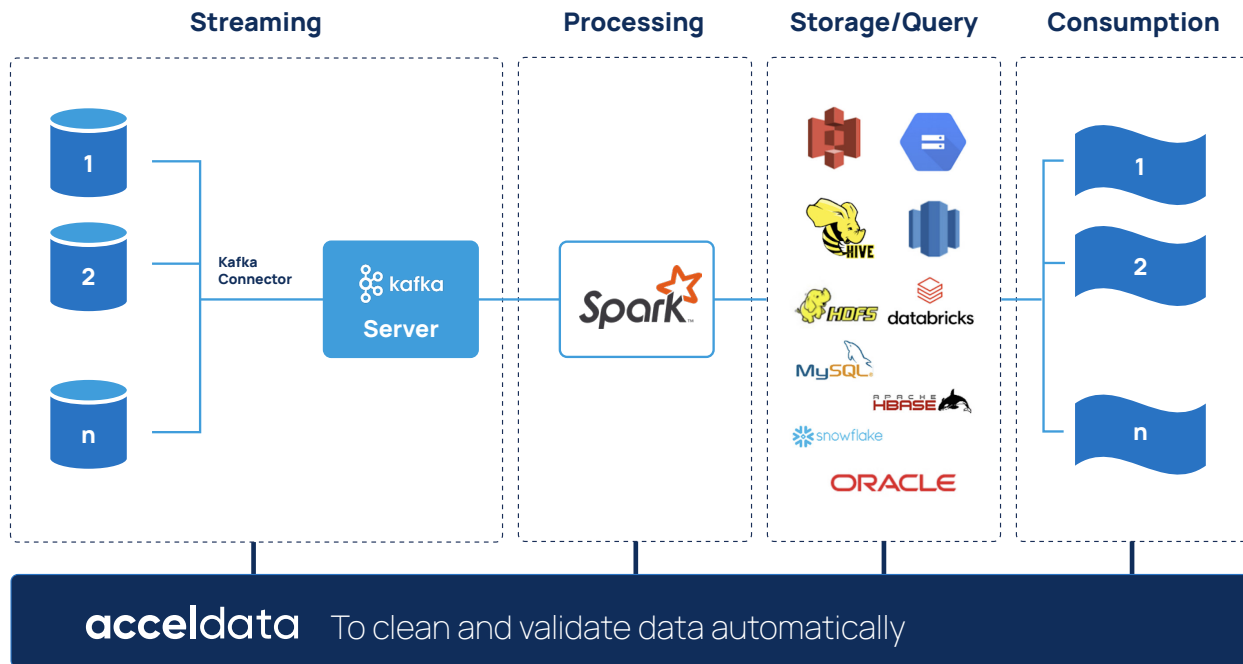 Streaming
Processing
Storage/Query
Consumption
1
2
n
Kafka
Connector
kafka
Server
Spark™
HIVE
HDFS
databricks
MySQL®
APACHE
HBASE
snowflake
ORACLE
1
2
n
acceldata To clean and validate data automatically